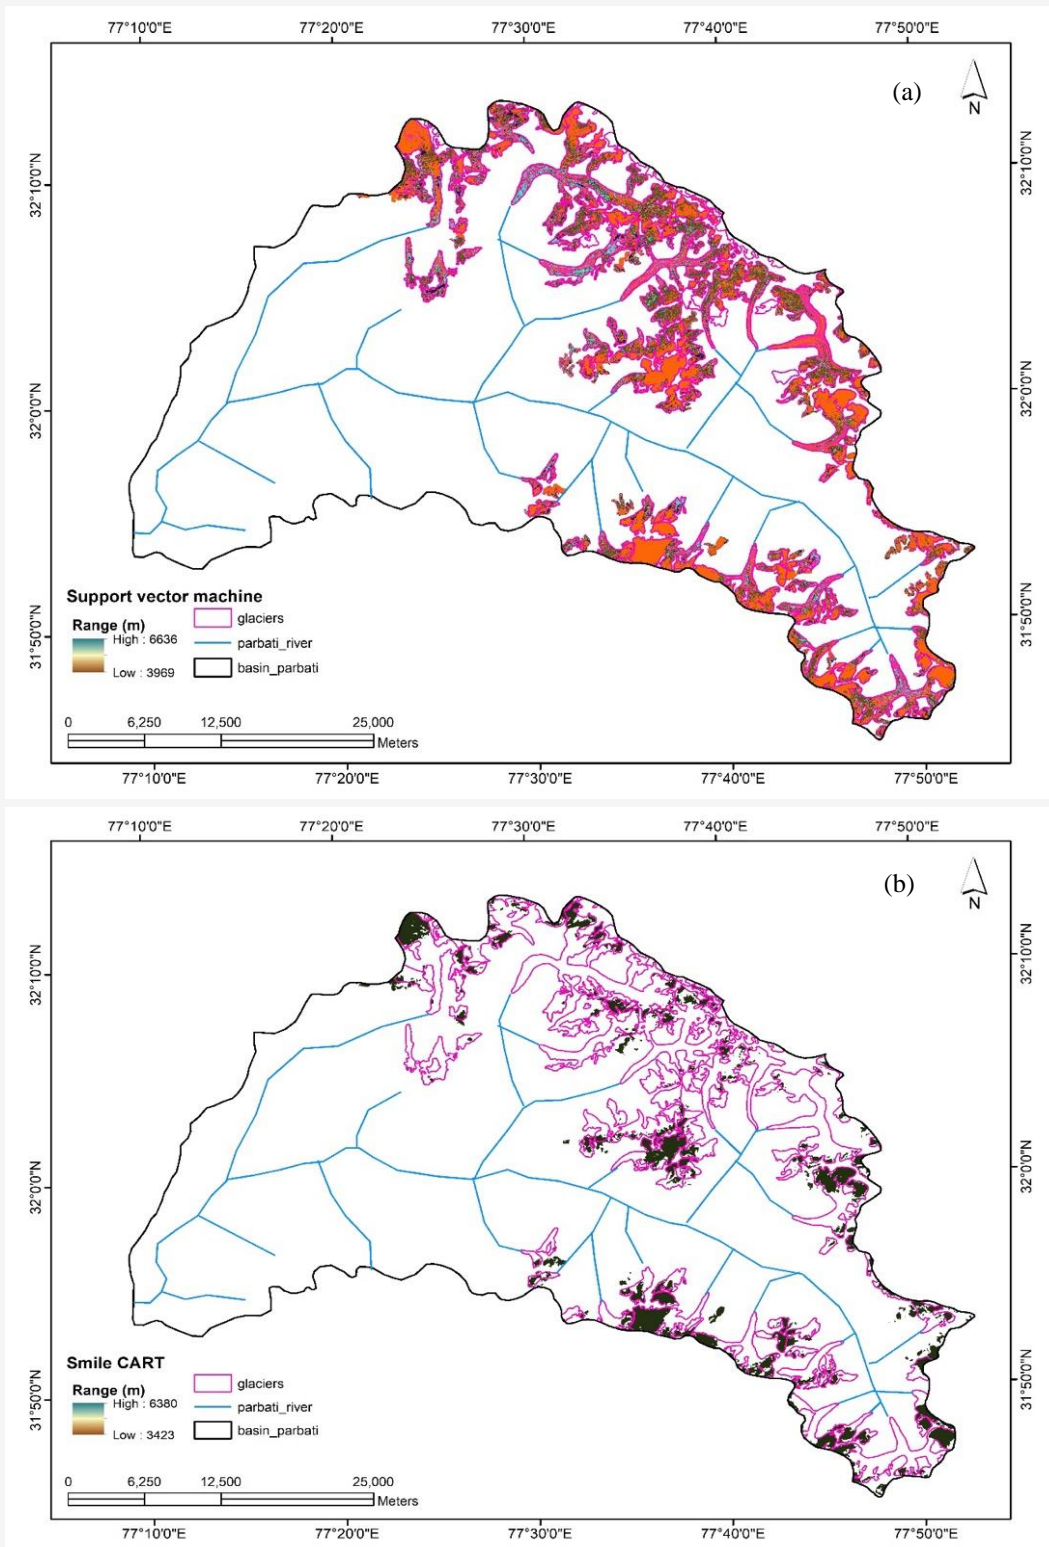 77°10'0"E 77°20'0"E 77°30'0"E 77°40'0"E 77°50'0"E
(a)
N
32°10'0"N 32°10'0"N
32°0'0"N 32°0'0"N
31°50'0"N 31°50'0"N
Support vector machine
Range (m)
High : 6636
Low : 3969
glaciers
parbati_river
basin_parbati
0 6,250 12,500 25,000
Meters
77°10'0"E 77°20'0"E 77°30'0"E 77°40'0"E 77°50'0"E
77°10'0"E 77°20'0"E 77°30'0"E 77°40'0"E 77°50'0"E
(b)
N
32°10'0"N 32°10'0"N
32°0'0"N 32°0'0"N
31°50'0"N 31°50'0"N
Smile CART
Range (m)
High : 6380
Low : 3423
glaciers
parbati_river
basin_parbati
0 6,250 12,500 25,000
Meters
77°10'0"E 77°20'0"E 77°30'0"E 77°40'0"E 77°50'0"E